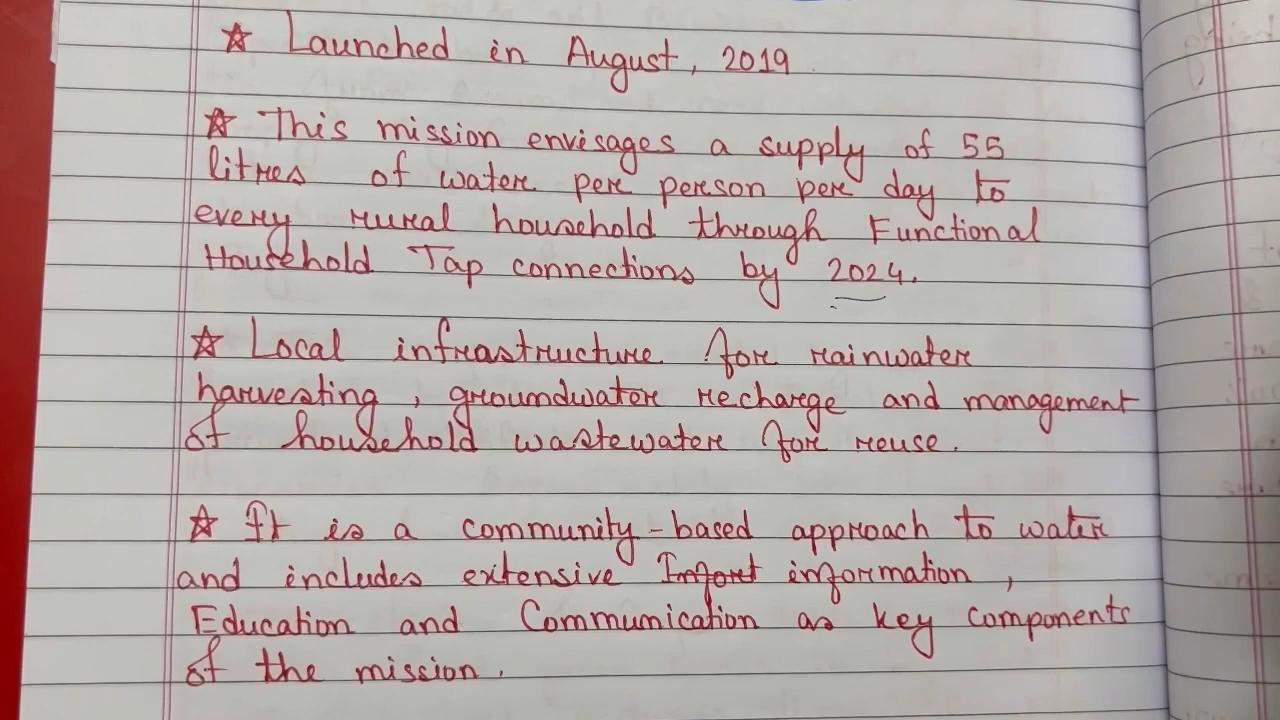 ☆ Launched in August, 2019
☆ This mission envisages a supply of 55
litres of water per person per day to
every rural household through Functional
Household Tap connections by 2024.
☆ Local infrastructure for rainwater
harvesting, groundwater recharge and management
of household wastewater for reuse.
☆ It is a community-based approach to water
and includes extensive information,
Education and Communication as key components
of the mission.